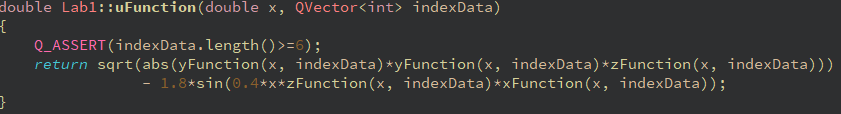 double Lab1::uFunction(double x, QVector<int> indexData)
{
    Q_ASSERT(indexData.length()>=6);
    return sqrt(abs(yFunction(x, indexData)*yFunction(x, indexData)*zFunction(x, indexData)))
            - 1.8*sin(0.4*x*zFunction(x, indexData)*xFunction(x, indexData));
}